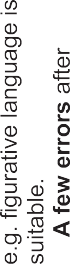 e.g. figurative language is
suitable.
A few errors after